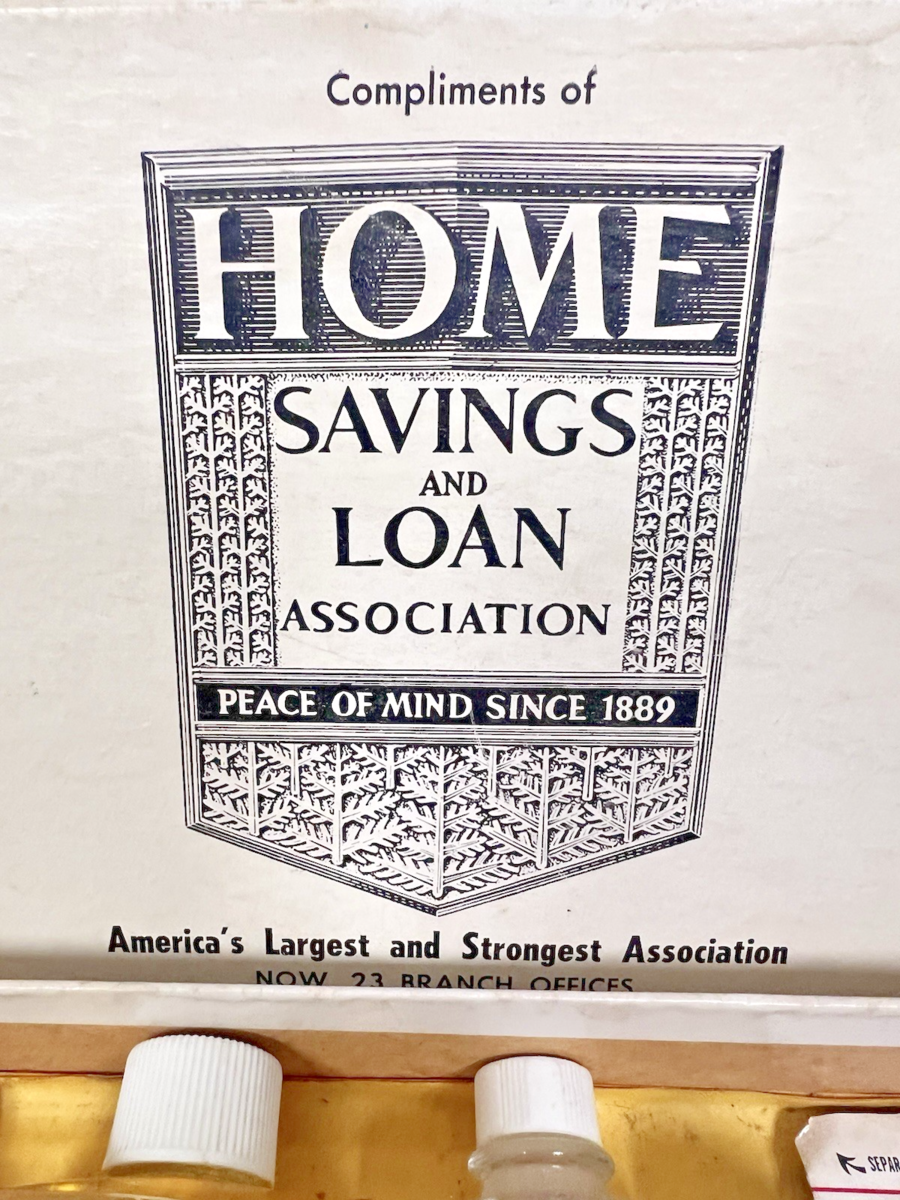 Compliments of
HOME
SAVINGS
AND
LOAN
ASSOCIATION
PEACE OF MIND SINCE 1889
America's Largest and Strongest Association
NOW 23 BRANCH OFFICES